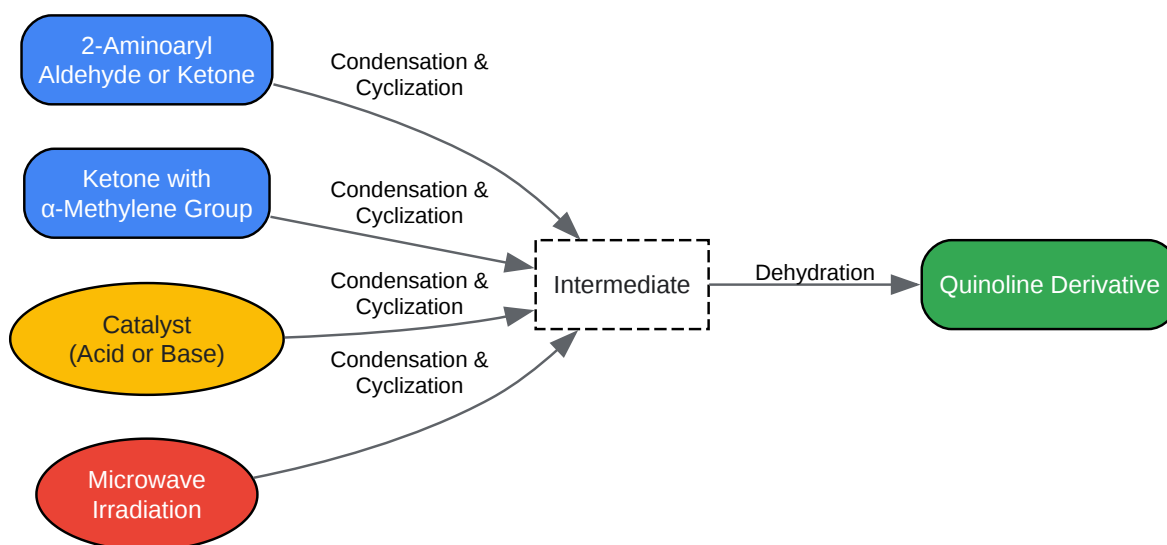 2-Aminoaryl
Aldehyde or Ketone
Condensation &
Cyclization
Ketone with
α-Methylene Group
Condensation &
Cyclization
Catalyst
(Acid or Base)
Condensation &
Cyclization
Microwave
Irradiation
Condensation &
Cyclization
Intermediate
Dehydration
Quinoline Derivative